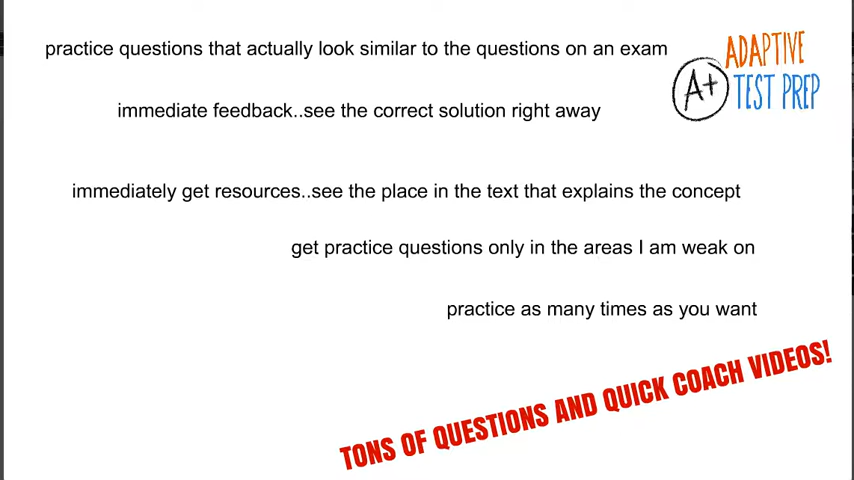 practice questions that actually look similar to the questions on an exam
ADAPTIVE
A+ TEST PREP
immediate feedback..see the correct solution right away
immediately get resources..see the place in the text that explains the concept
get practice questions only in the areas I am weak on
practice as many times as you want
TONS OF QUESTIONS AND QUICK COACH VIDEOS!